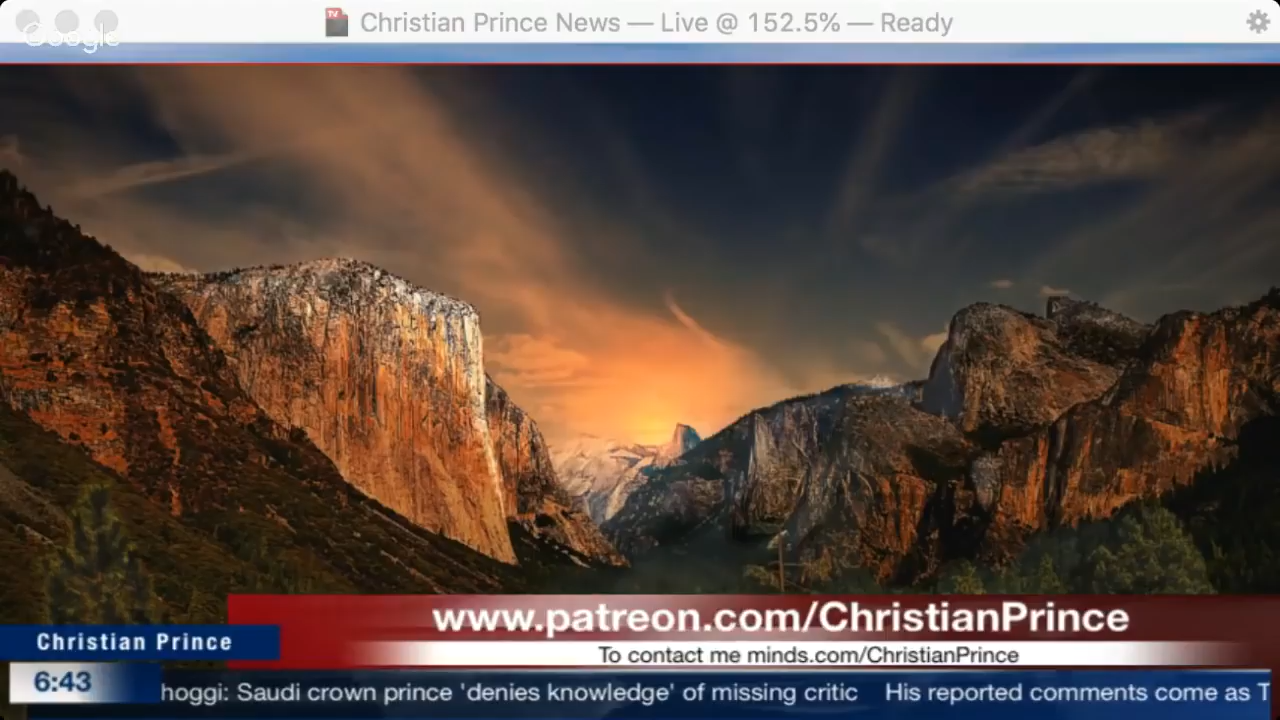 Christian Prince News — Live @ 152.5% — Ready
Google
www.patreon.com/ChristianPrince
Christian Prince
To contact me minds.com/ChristianPrince
6:43
hoggi: Saudi crown prince 'denies knowledge' of missing critic His reported comments come as T